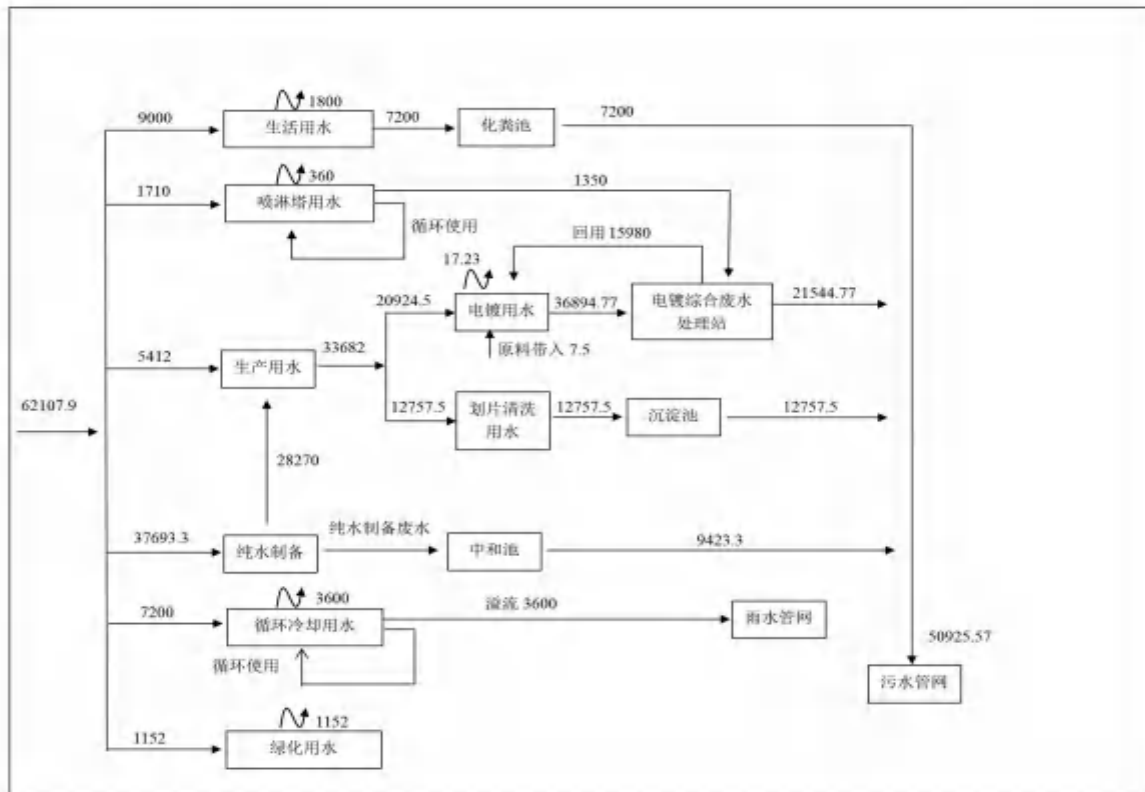 1800
9000
生活用水
7200
化粪池
7200
360
1710
喷淋塔用水
1350
循环使用
回用 15980
17.23
20924.5
电镀用水
36894.77
电镀综合废水
处理站
21544.77
原料带入 7.5
5412
生产用水
33682
62107.9
12757.5
划片清洗
用水
12757.5
沉淀池
12757.5
28270
37693.3
纯水制备
纯水制备废水
中和池
9423.3
3600
7200
循环冷却用水
溢流 3600
雨水管网
循环使用
50925.57
污水管网
1152
1152
绿化用水